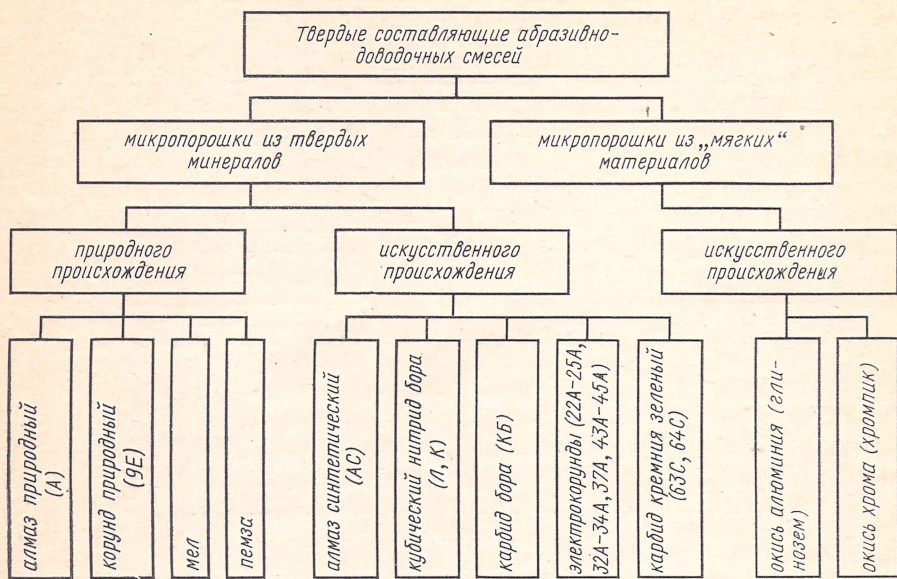 Твердые составляющие абразивно-
доводочных смесей
микропорошки из твердых
минералов
микропорошки из „мягких“
материалов
природного
происхождения
искусственного
происхождения
искусственного
происхождения
алмаз природный
(А)
корунд природный
(9Е)
мел
пемза
алмаз синтетический
(АС)
кубический нитрид бора
(Л, К)
карбид бора (КБ)
электрокорунды (22А-25А,
32А-34А, 37А, 43А-45А)
карбид кремния зеленый
(63С, 64С)
окись алюминия (гли-
нозем)
окись хрома (хромпик)